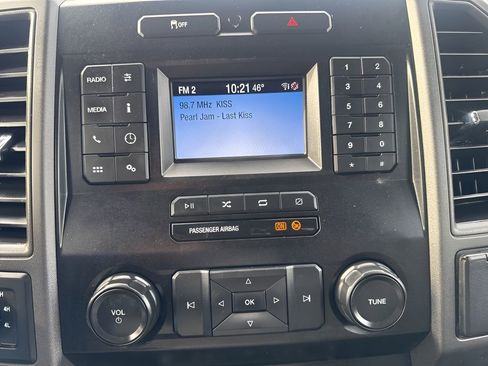 OFF
FM 2 10:21 46°
98.7 MHz KISS
Pearl Jam - Last Kiss
RADIO
MEDIA
i
1 2
3 4
5 6
7 8
9 0
* #
PASSENGER AIRBAG ON
VOL
OK
TUNE
4H
4L